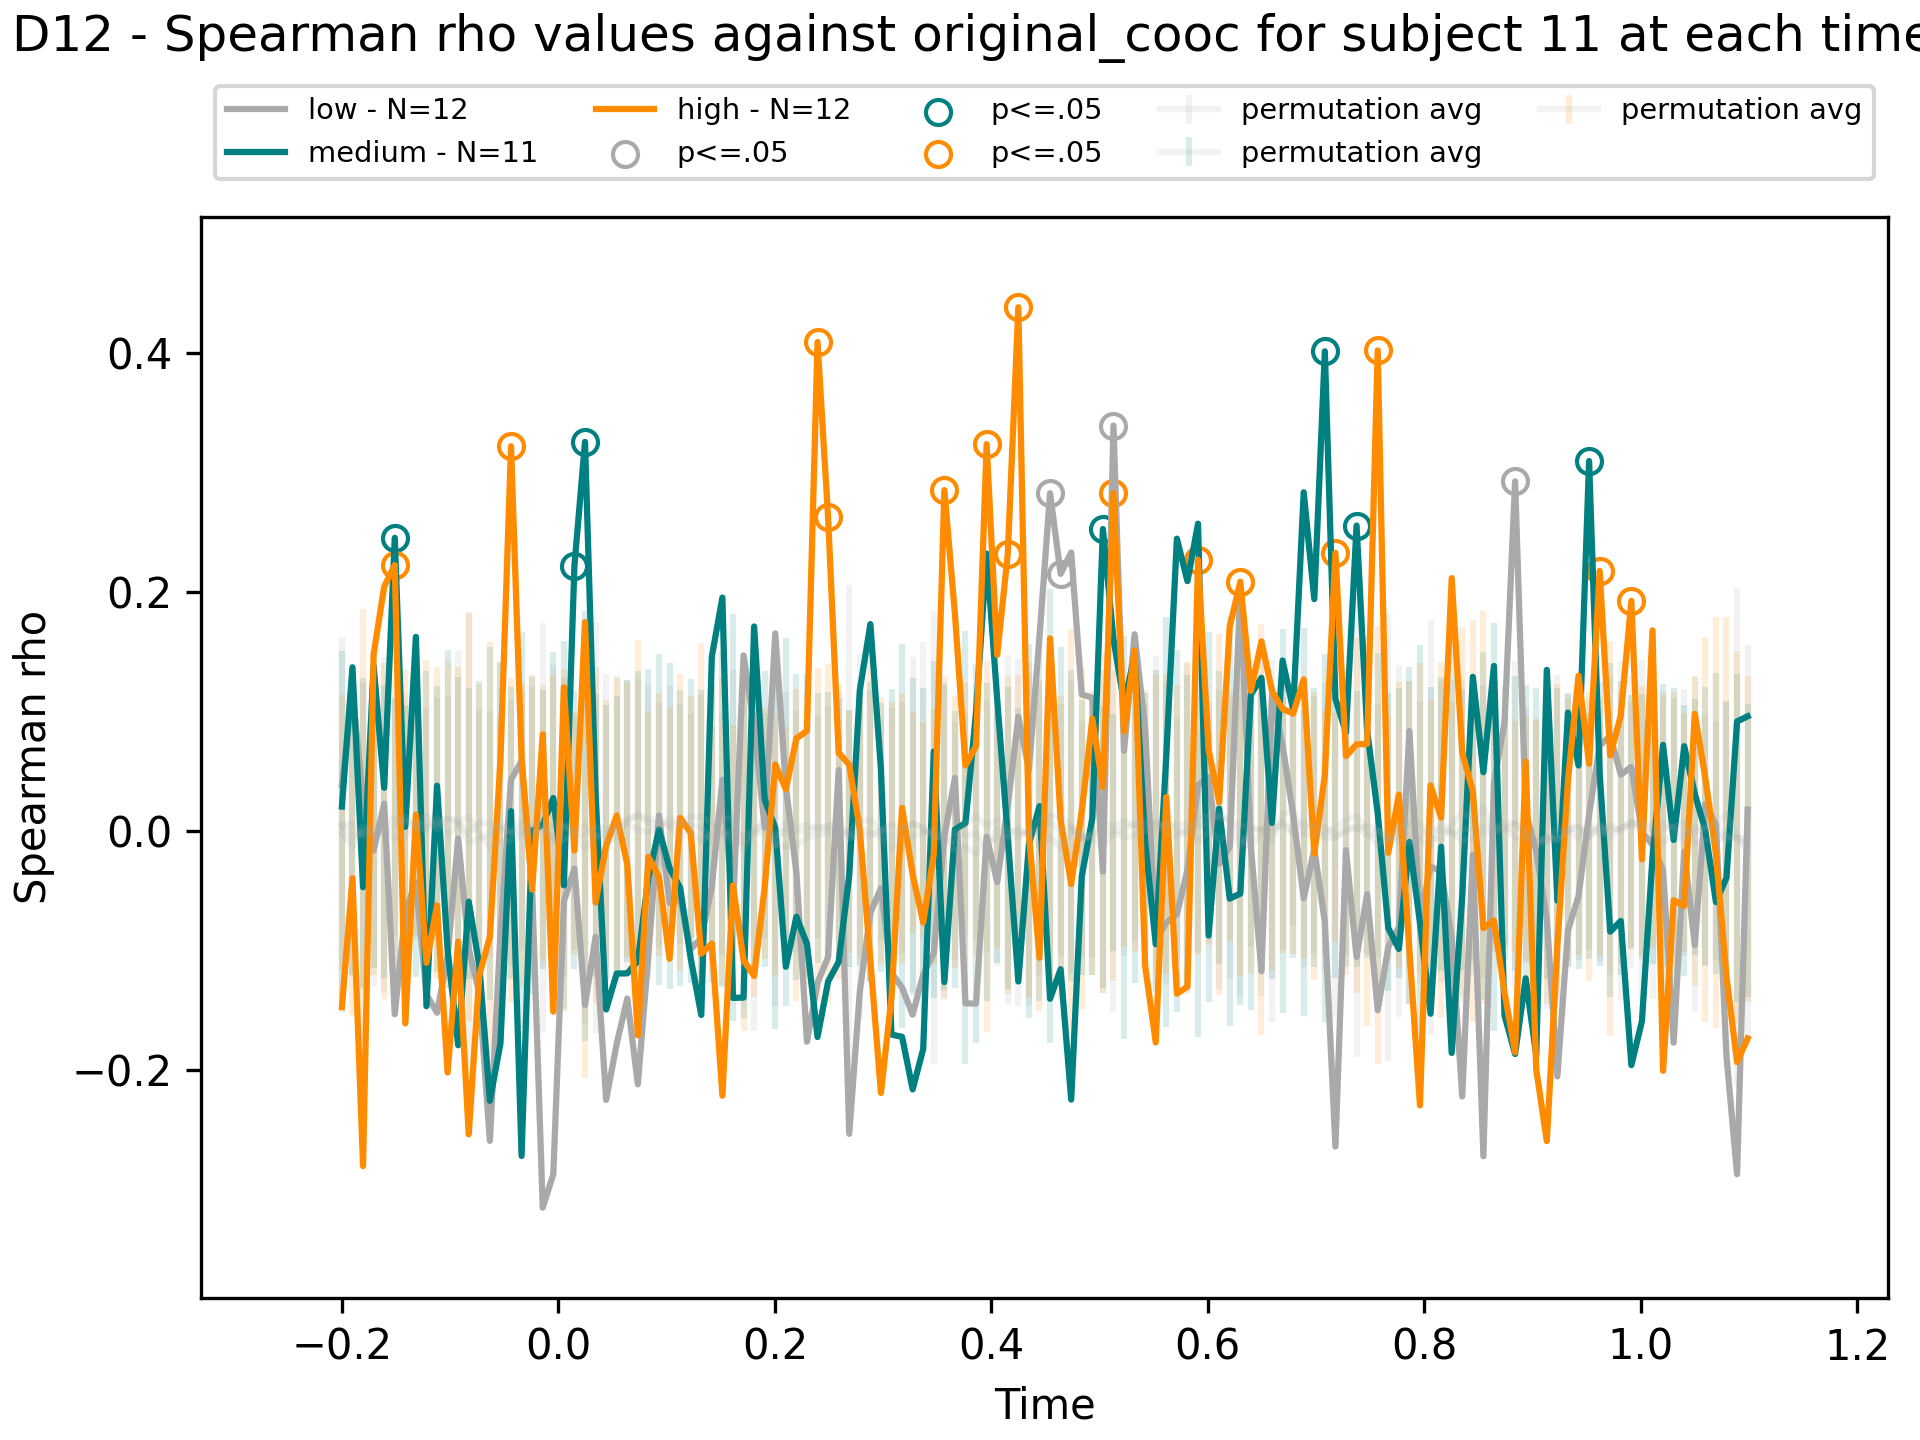 D12 - Spearman rho values against original_cooc for subject 11 at each time
low - N=12
medium - N=11
high - N=12
p<=.05
p<=.05
p<=.05
permutation avg
permutation avg
permutation avg
Spearman rho
0.4
0.2
0.0
−0.2
−0.2
0.0
0.2
0.4
0.6
0.8
1.0
1.2
Time